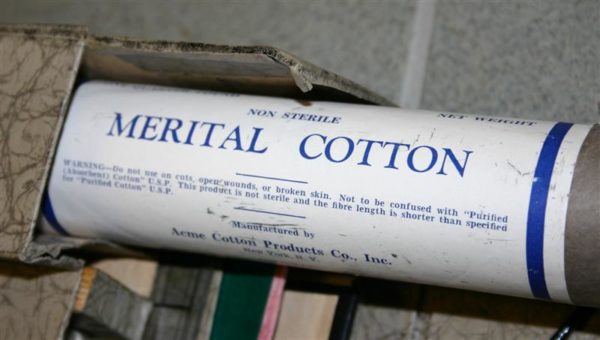 NON STERILE
NET WEIGHT
MERITAL COTTON
WARNING—Do not use on cuts, open wounds, or broken skin. Not to be confused with "Purified
(Absorbent) Cotton" U.S.P. This product is not sterile and the fibre length is shorter than specified
for "Purified Cotton" U.S.P.
Manufactured by
Acme Cotton Products Co., Inc.
New York, N. Y.